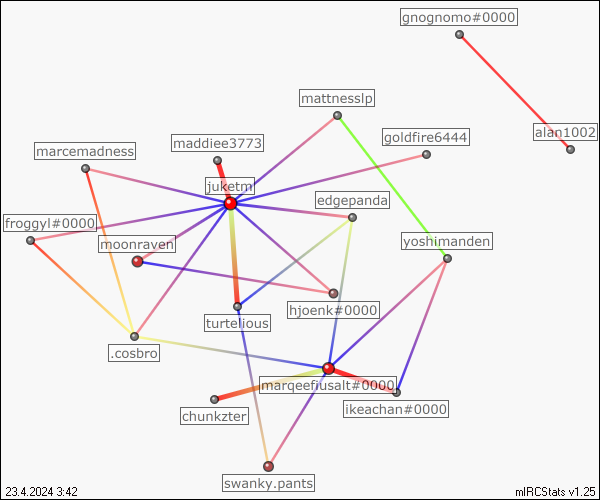 gnognomo#0000
mattnesslp
alan1002
goldfire6444
maddiee3773
marcemadness
juketm
edgepanda
froggyl#0000
moonraven
yoshimanden
hjoenk#0000
turtelious
.cosbro
marqeefiusalt#0000
ikeachan#0000
chunkzter
swanky.pants
23.4.2024 3:42
mIRCStats v1.25